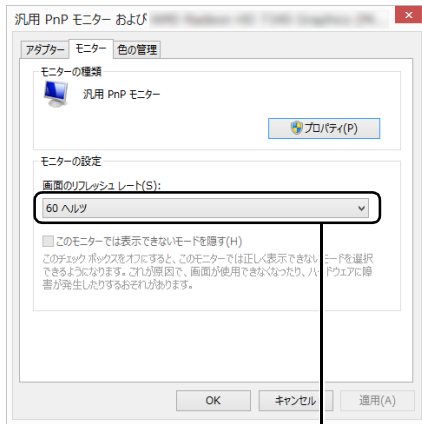 汎用 PnP モニター および
アダプター モニター 色の管理
モニターの種類
汎用 PnP モニター
プロパティ(P)
モニターの設定
画面のリフレッシュ レート(S):
60 ヘルツ
このモニターでは表示できないモードを隠す(H)
このチェック ボックスをオフにすると、このモニターでは正しく表示できない ードを選択
できるようになります。これが原因で、画面が使用できなくなったり、ハ ドウェアに障
害が発生したりするおそれがあります。
OK キャンセル 適用(A)